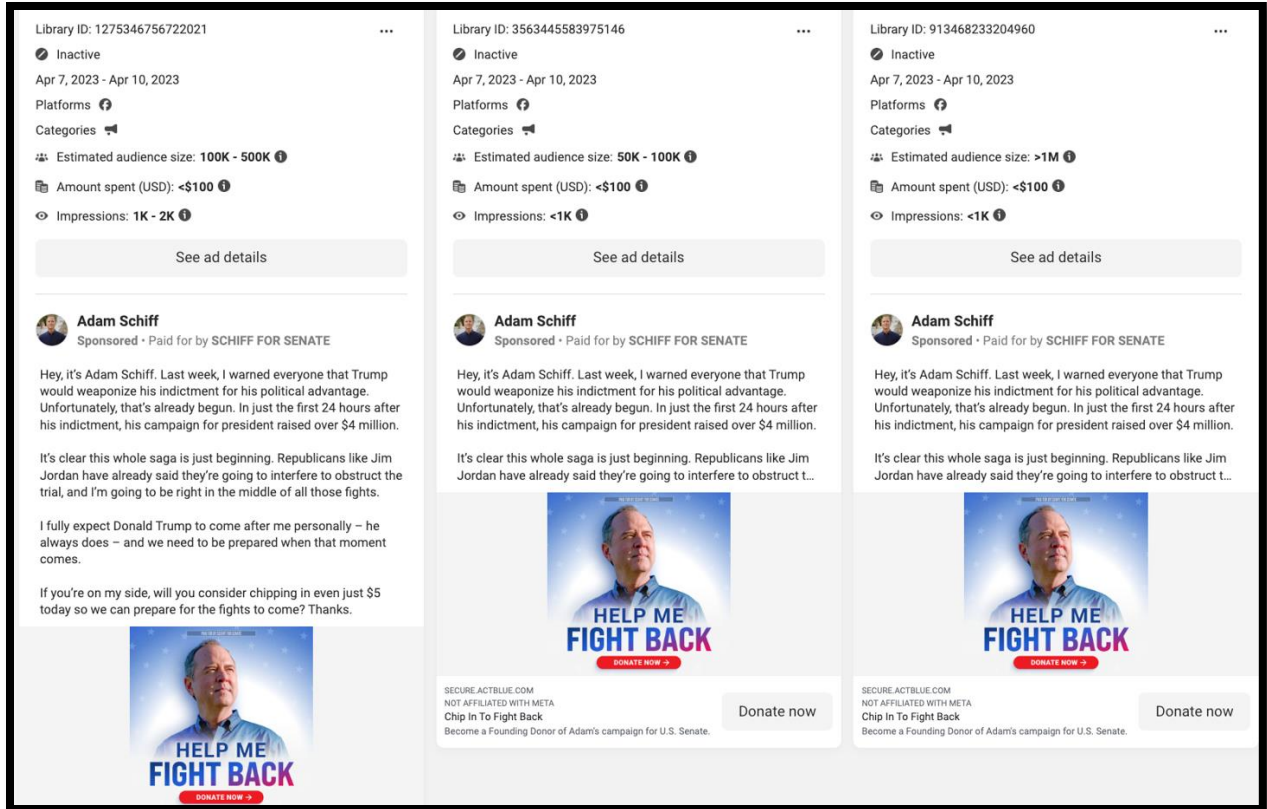 Library ID: 1275346756722021
Inactive
Apr 7, 2023 - Apr 10, 2023
Platforms
Categories
Estimated audience size: 100K - 500K
Amount spent (USD): <$100
Impressions: 1K - 2K
See ad details
Adam Schiff
Sponsored • Paid for by SCHIFF FOR SENATE
Hey, it's Adam Schiff. Last week, I warned everyone that Trump
would weaponize his indictment for his political advantage.
Unfortunately, that's already begun. In just the first 24 hours after
his indictment, his campaign for president raised over $4 million.
It's clear this whole saga is just beginning. Republicans like Jim
Jordan have already said they're going to interfere to obstruct the
trial, and I'm going to be right in the middle of all those fights.
I fully expect Donald Trump to come after me personally – he
always does – and we need to be prepared when that moment
comes.
If you're on my side, will you consider chipping in even just $5
today so we can prepare for the fights to come? Thanks.
HELP ME
FIGHT BACK
DONATE NOW →
Library ID: 3563445583975146
Inactive
Apr 7, 2023 - Apr 10, 2023
Platforms
Categories
Estimated audience size: 50K - 100K
Amount spent (USD): <$100
Impressions: <1K
See ad details
Adam Schiff
Sponsored • Paid for by SCHIFF FOR SENATE
Hey, it's Adam Schiff. Last week, I warned everyone that Trump
would weaponize his indictment for his political advantage.
Unfortunately, that's already begun. In just the first 24 hours after
his indictment, his campaign for president raised over $4 million.
It's clear this whole saga is just beginning. Republicans like Jim
Jordan have already said they're going to interfere to obstruct t...
HELP ME
FIGHT BACK
DONATE NOW →
SECURE.ACTBLUE.COM
NOT AFFILIATED WITH META
Chip In To Fight Back
Become a Founding Donor of Adam's campaign for U.S. Senate.
Donate now
Library ID: 913468233204960
Inactive
Apr 7, 2023 - Apr 10, 2023
Platforms
Categories
Estimated audience size: >1M
Amount spent (USD): <$100
Impressions: <1K
See ad details
Adam Schiff
Sponsored • Paid for by SCHIFF FOR SENATE
Hey, it's Adam Schiff. Last week, I warned everyone that Trump
would weaponize his indictment for his political advantage.
Unfortunately, that's already begun. In just the first 24 hours after
his indictment, his campaign for president raised over $4 million.
It's clear this whole saga is just beginning. Republicans like Jim
Jordan have already said they're going to interfere to obstruct t...
HELP ME
FIGHT BACK
DONATE NOW →
SECURE.ACTBLUE.COM
NOT AFFILIATED WITH META
Chip In To Fight Back
Become a Founding Donor of Adam's campaign for U.S. Senate.
Donate now